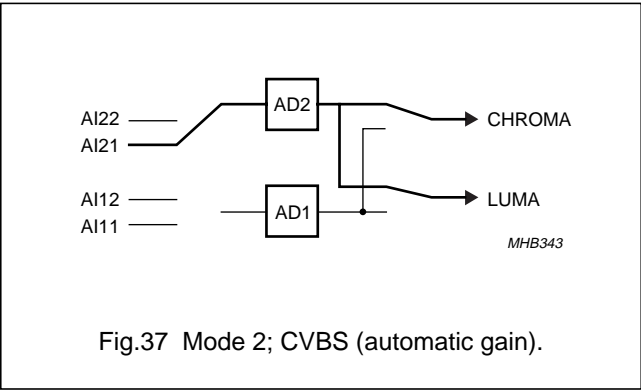 AI22
AI21
AD2
CHROMA
AI12
AI11
AD1
LUMA
MHB343
Fig.37 Mode 2; CVBS (automatic gain).